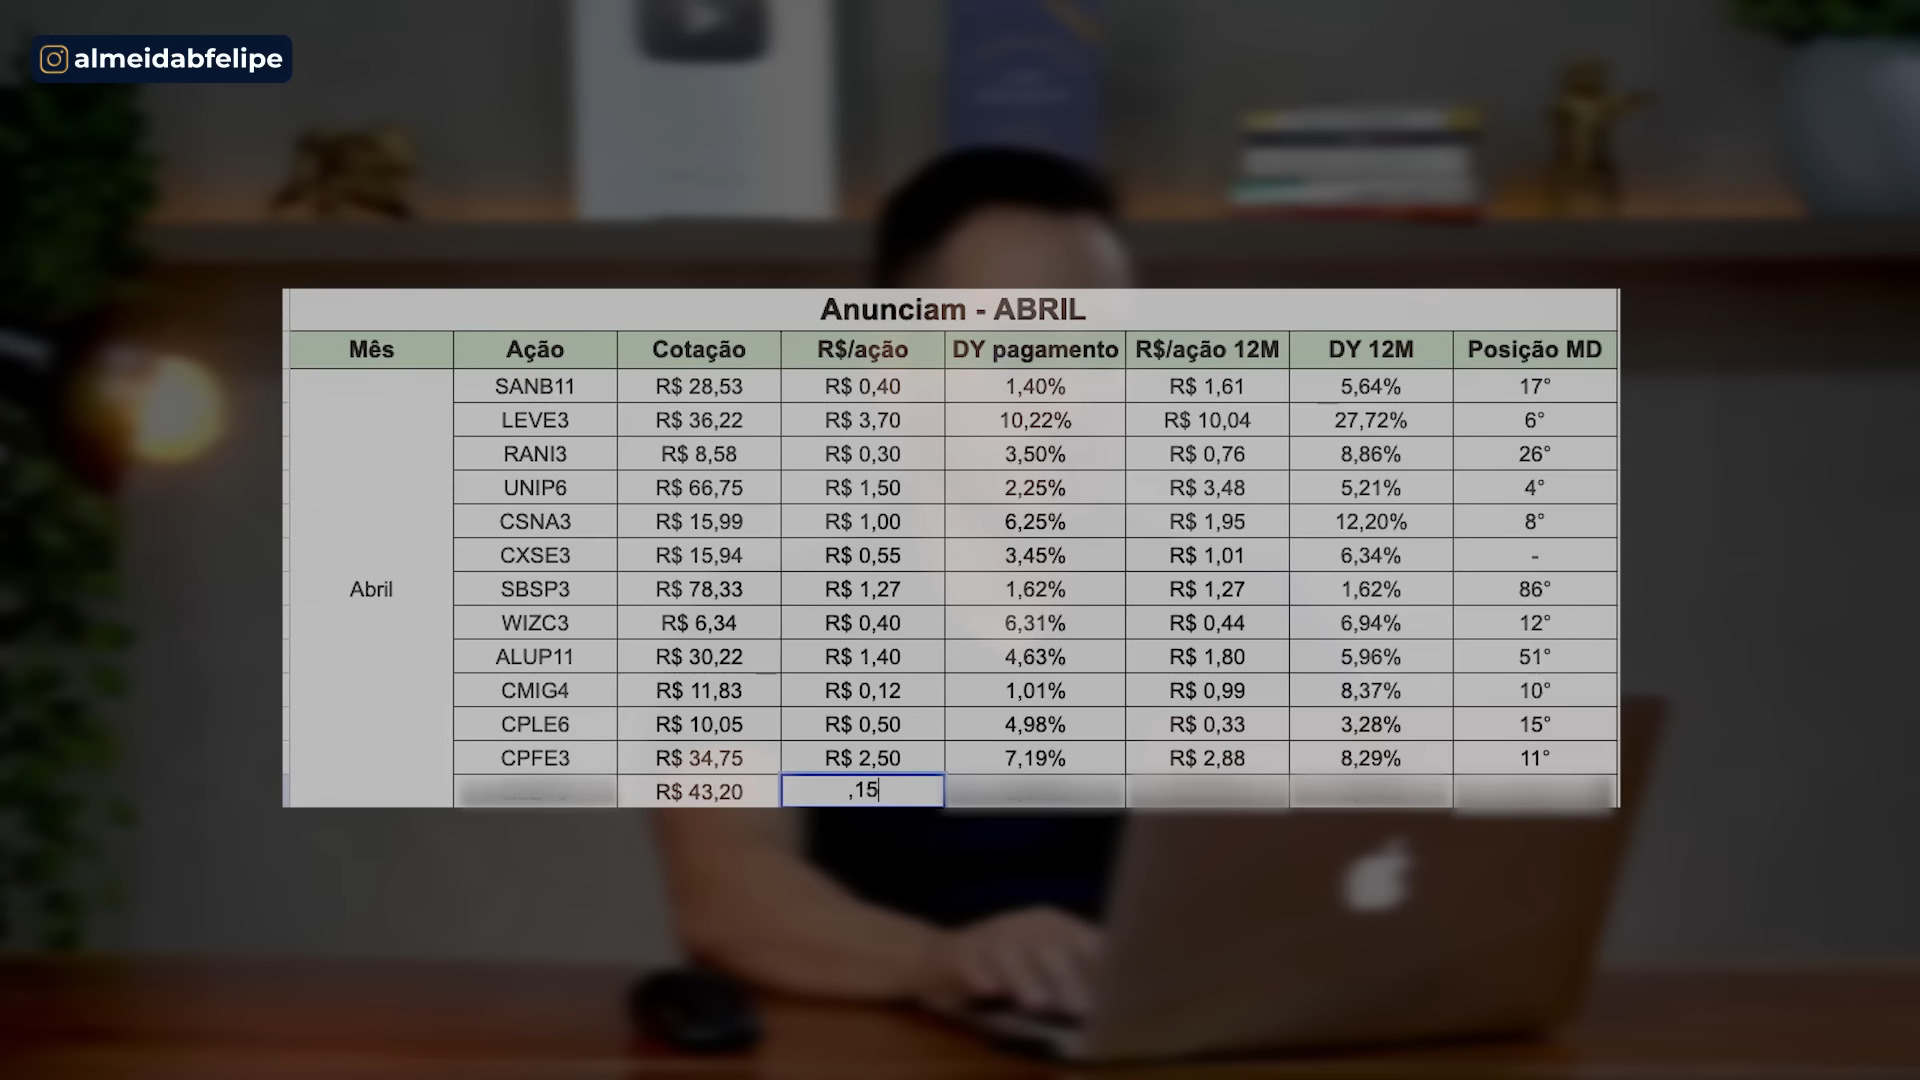 almeidabfelipe
Anunciam - ABRIL
Mês Ação Cotação R$/ação DY pagamento R$/ação 12M DY 12M Posição MD
SANB11 R$ 28,53 R$ 0,40 1,40% R$ 1,61 5,64% 17°
LEVE3 R$ 36,22 R$ 3,70 10,22% R$ 10,04 27,72% 6°
RANI3 R$ 8,58 R$ 0,30 3,50% R$ 0,76 8,86% 26°
UNIP6 R$ 66,75 R$ 1,50 2,25% R$ 3,48 5,21% 4°
CSNA3 R$ 15,99 R$ 1,00 6,25% R$ 1,95 12,20% 8°
CXSE3 R$ 15,94 R$ 0,55 3,45% R$ 1,01 6,34% -
Abril SBSP3 R$ 78,33 R$ 1,27 1,62% R$ 1,27 1,62% 86°
WIZC3 R$ 6,34 R$ 0,40 6,31% R$ 0,44 6,94% 12°
ALUP11 R$ 30,22 R$ 1,40 4,63% R$ 1,80 5,96% 51°
CMIG4 R$ 11,83 R$ 0,12 1,01% R$ 0,99 8,37% 10°
CPLE6 R$ 10,05 R$ 0,50 4,98% R$ 0,33 3,28% 15°
CPFE3 R$ 34,75 R$ 2,50 7,19% R$ 2,88 8,29% 11°
R$ 43,20 ,15